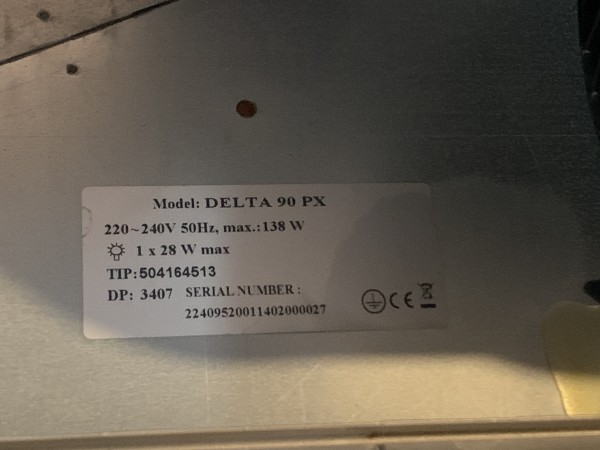 Model: DELTA 90 PX
220~240V 50Hz, max.:138 W
1 x 28 W max
TIP:504164513
DP: 3407 SERIAL NUMBER :
22409520011402000027
CE